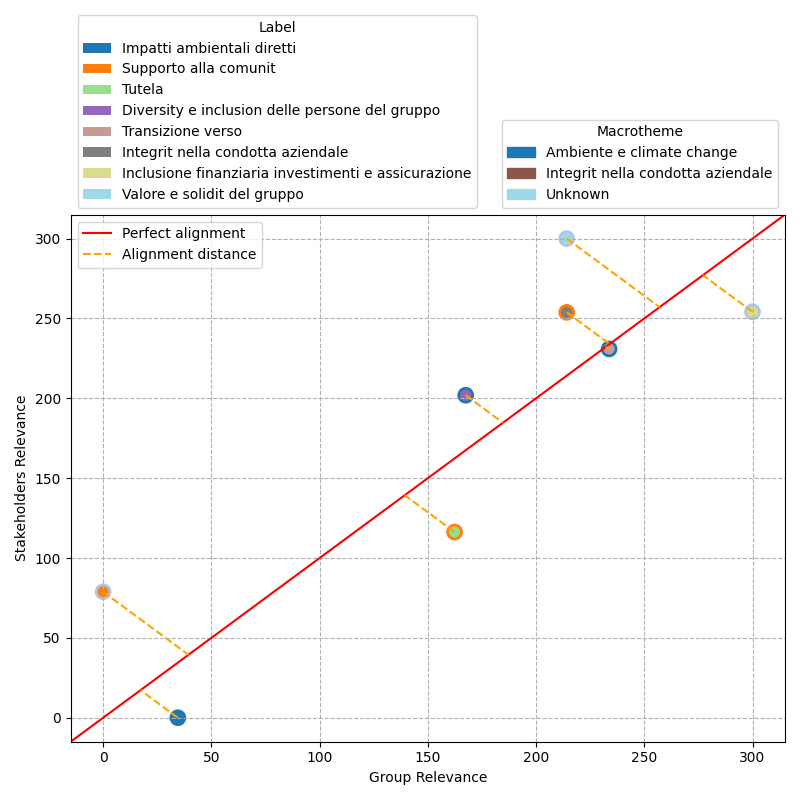 Label
Impatti ambientali diretti
Supporto alla comunit
Tutela
Diversity e inclusion delle persone del gruppo
Transizione verso
Integrit nella condotta aziendale
Inclusione finanziaria investimenti e assicurazione
Valore e solidit del gruppo
Macrotheme
Ambiente e climate change
Integrit nella condotta aziendale
Unknown
Perfect alignment
Alignment distance
300
250
200
150
100
50
0
Stakeholders Relevance
0 50 100 150 200 250 300
Group Relevance